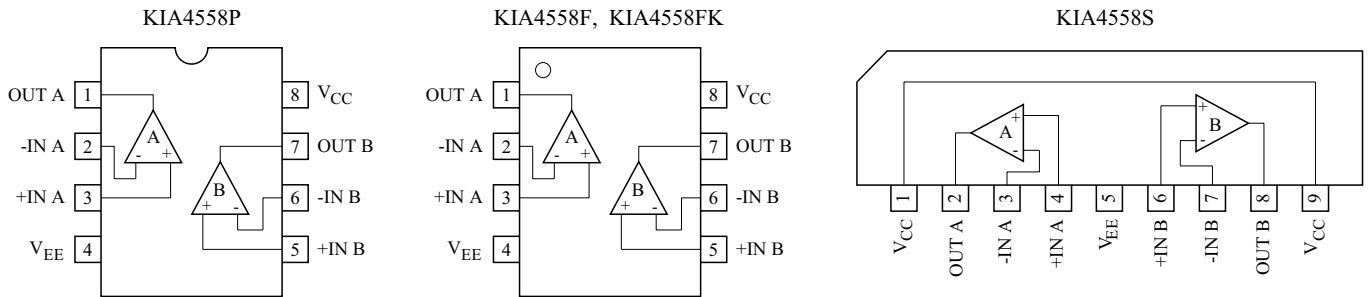 KIA4558P
OUT A 1 8 VCC
A
-IN A 2 - + 7 OUT B
B
+IN A 3 + - 6 -IN B
VEE 4 5 +IN B
KIA4558F, KIA4558FK
OUT A 1 8 VCC
A
-IN A 2 - + 7 OUT B
B
+IN A 3 + - 6 -IN B
VEE 4 5 +IN B
KIA4558S
A + -
+ - B
1 2 3 4 5 6 7 8 9
VCC OUT A -IN A +IN A VEE +IN B -IN B OUT B VCC